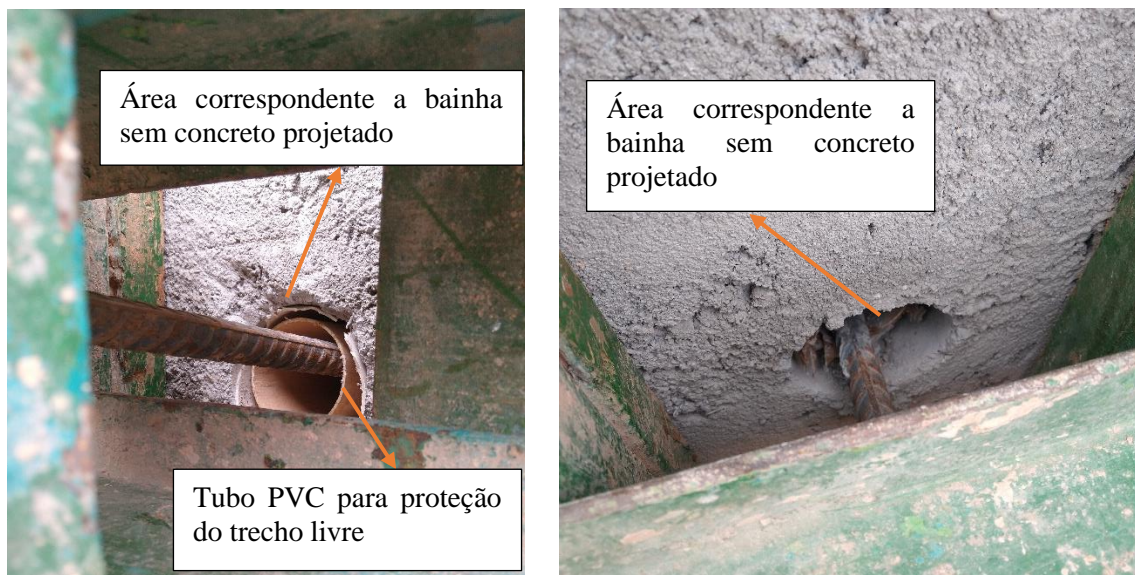 Área correspondente a bainha
sem concreto projetado
Tubo PVC para proteção
do trecho livre
Área correspondente a
bainha sem concreto
projetado